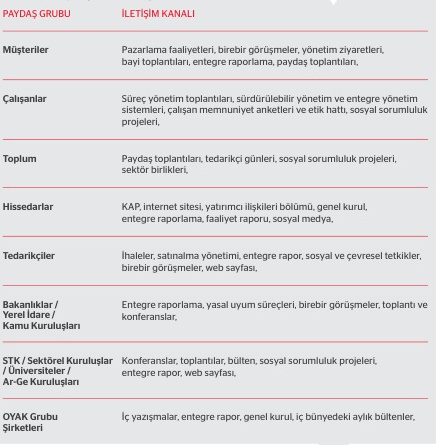 PAYDAŞ GRUBU İLETİŞİM KANALI
Müşteriler Pazarlama faaliyetleri, birebir görüşmeler, yönetim ziyaretleri,
bayi toplantıları, entegre raporlama, paydaş toplantıları,
Çalışanlar Süreç yönetim toplantıları, sürdürülebilir yönetim ve entegre yönetim
sistemleri, çalışan memnuniyet anketleri ve etik hattı, sosyal sorumluluk
projeleri,
Toplum Paydaş toplantıları, tedarikçi günleri, sosyal sorumluluk projeleri,
sektör birlikleri,
Hissedarlar KAP, internet sitesi, yatırımcı ilişkileri bölümü, genel kurul,
entegre raporlama, faaliyet raporu, sosyal medya,
Tedarikçiler İhaleler, satınalma yönetimi, entegre rapor, sosyal ve çevresel tetkikler,
birebir görüşmeler, web sayfası,
Bakanlıklar / Entegre raporlama, yasal uyum süreçleri, birebir görüşmeler, toplantı ve
Yerel İdare / konferanslar,
Kamu Kuruluşları
STK / Sektörel Kuruluşlar Konferanslar, toplantılar, bülten, sosyal sorumluluk projeleri,
/ Üniversiteler / entegre rapor, web sayfası,
Ar-Ge Kuruluşları
OYAK Grubu İç yazışmalar, entegre rapor, genel kurul, iç bünyedeki aylık bültenler,
Şirketleri